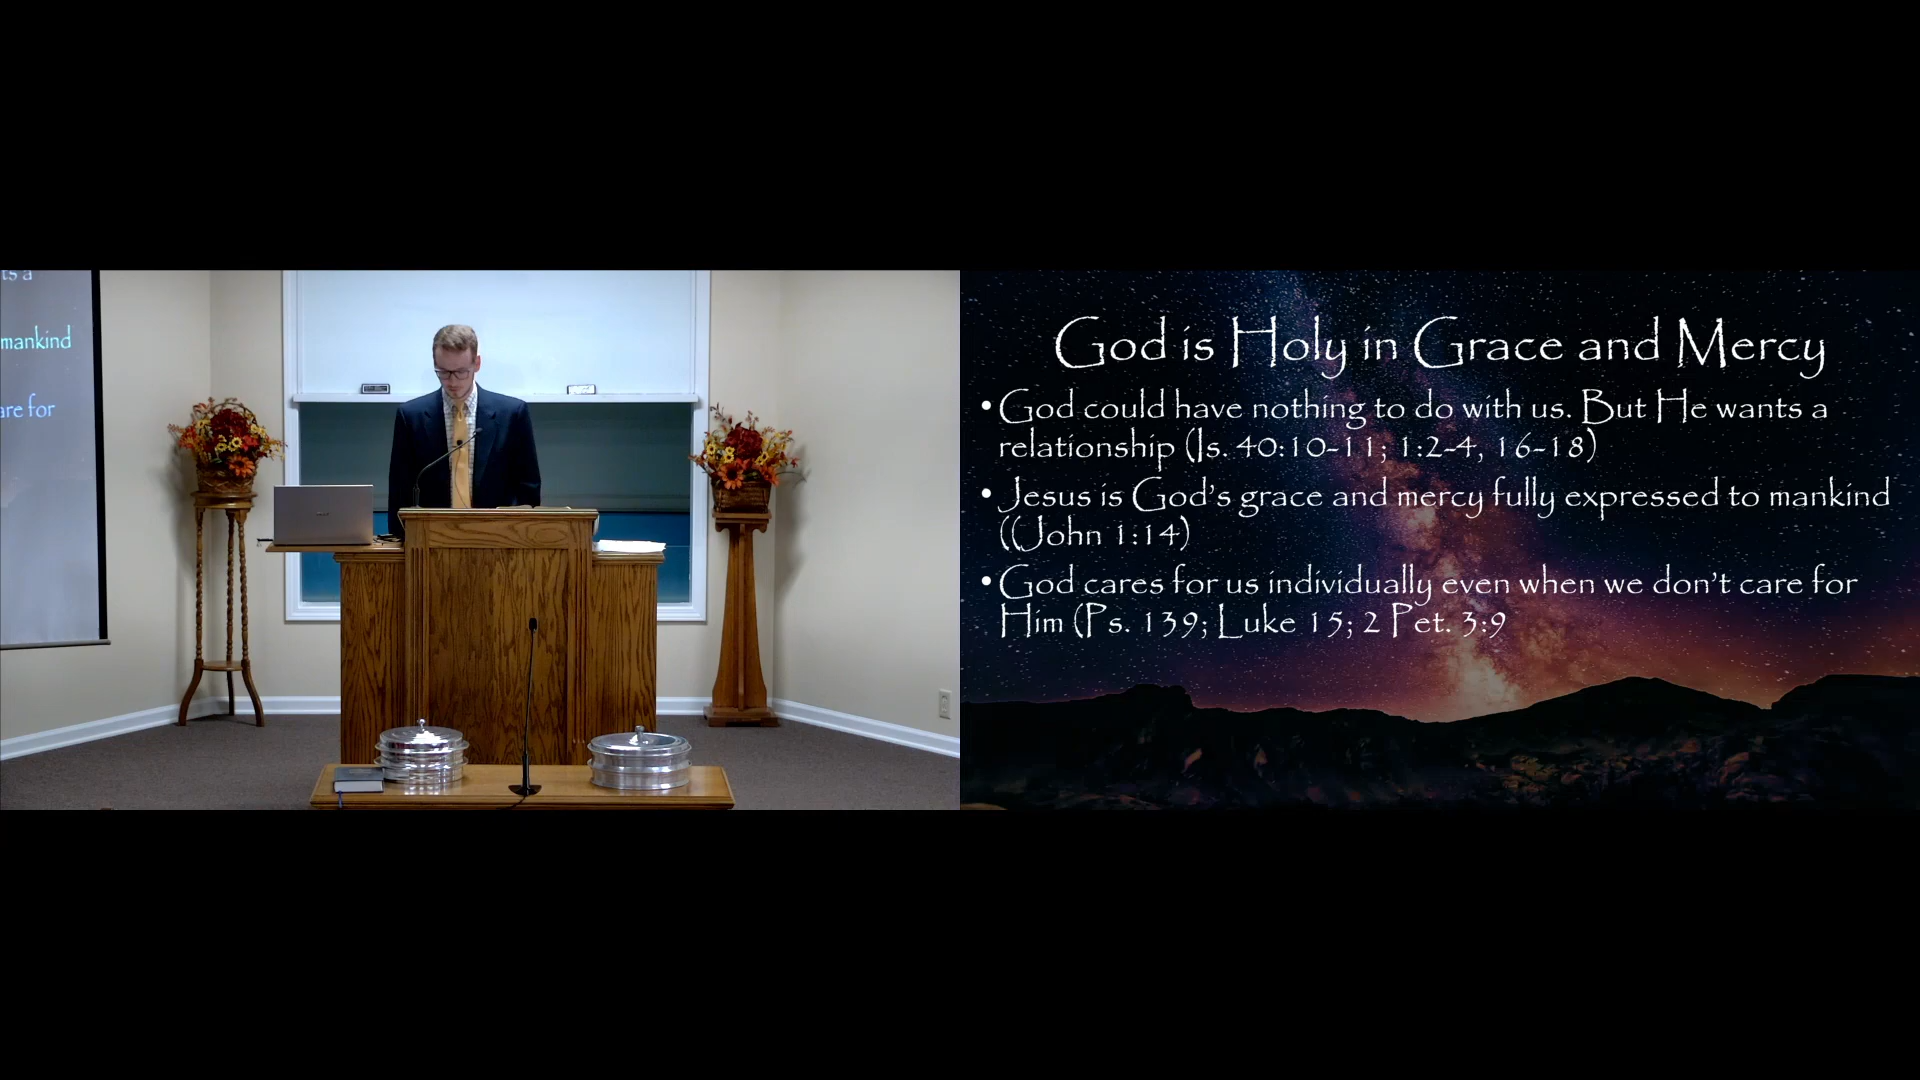 ts a
mankind
are for
God is Holy in Grace and Mercy
• God could have nothing to do with us. But He wants a
relationship (Is. 40:10-11; 1:2-4, 16-18)
• Jesus is God's grace and mercy fully expressed to mankind
((John 1:14)
• God cares for us individually even when we don't care for
Him (Ps. 139; Luke 15; 2 Pet. 3:9